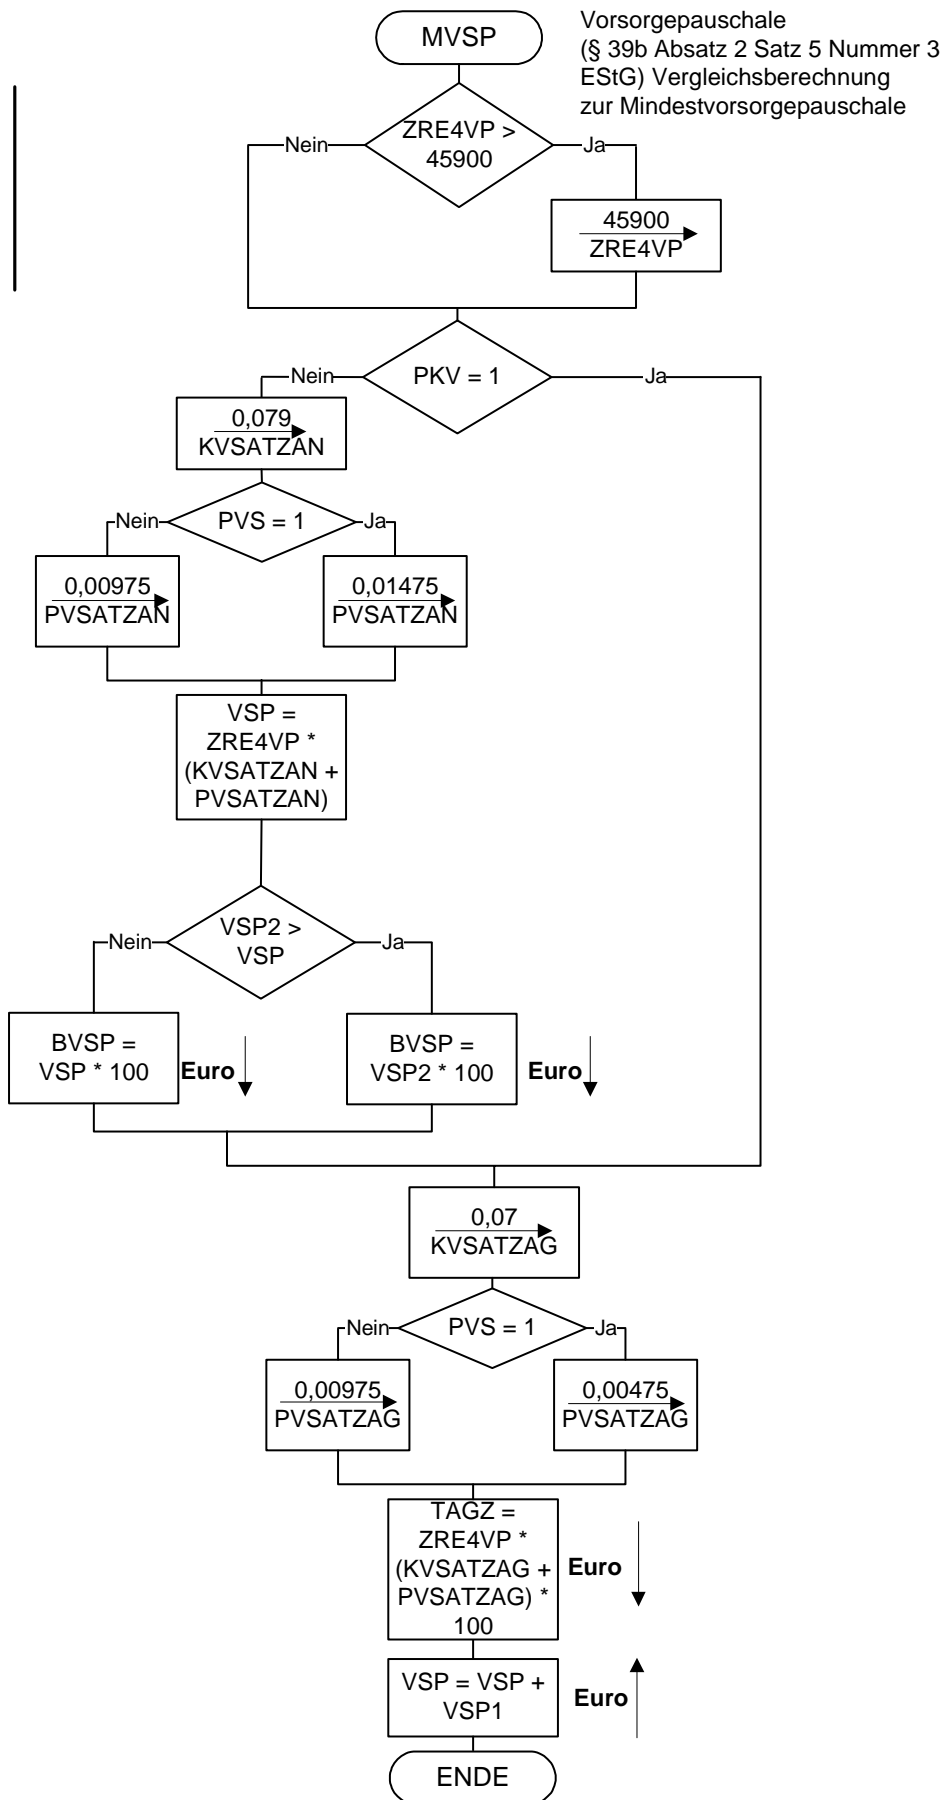 MVSP
Vorsorgepauschale
(§ 39b Absatz 2 Satz 5 Nummer 3
EStG) Vergleichsberechnung
zur Mindestvorsorgepauschale
ZRE4VP >
45900
Nein
Ja
45900
ZRE4VP
PKV = 1
Nein
Ja
0,079
KVSATZAN
PVS = 1
Nein
Ja
0,00975
PVSATZAN
0,01475
PVSATZAN
VSP =
ZRE4VP *
(KVSATZAN +
PVSATZAN)
VSP2 >
VSP
Nein
Ja
BVSP =
VSP * 100
Euro
BVSP =
VSP2 * 100
Euro
0,07
KVSATZAG
PVS = 1
Nein
Ja
0,00975
PVSATZAG
0,00475
PVSATZAG
TAGZ =
ZRE4VP *
(KVSATZAG +
PVSATZAG) *
100
Euro
VSP = VSP +
VSP1
Euro
ENDE